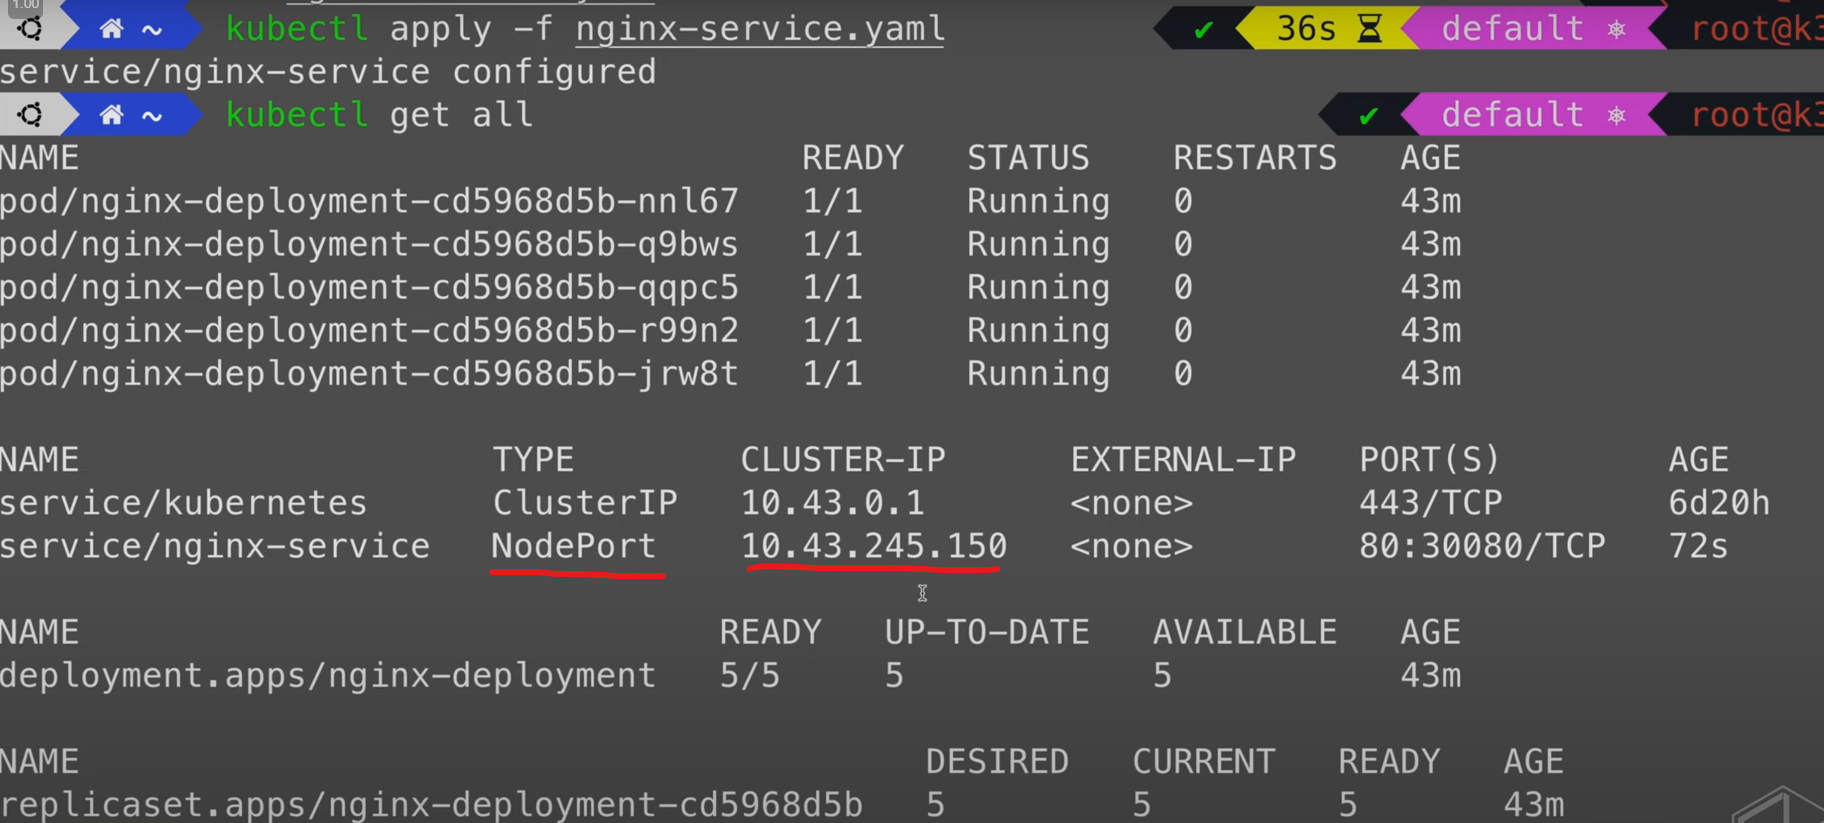 1.00
~ kubectl apply -f nginx-service.yaml ✔ 36s default root@k3
service/nginx-service configured
~ kubectl get all ✔ default root@k3
NAME READY STATUS RESTARTS AGE
pod/nginx-deployment-cd5968d5b-nnl67 1/1 Running 0 43m
pod/nginx-deployment-cd5968d5b-q9bws 1/1 Running 0 43m
pod/nginx-deployment-cd5968d5b-qqpc5 1/1 Running 0 43m
pod/nginx-deployment-cd5968d5b-r99n2 1/1 Running 0 43m
pod/nginx-deployment-cd5968d5b-jrw8t 1/1 Running 0 43m
NAME TYPE CLUSTER-IP EXTERNAL-IP PORT(S) AGE
service/kubernetes ClusterIP 10.43.0.1 <none> 443/TCP 6d20h
service/nginx-service NodePort 10.43.245.150 <none> 80:30080/TCP 72s
NAME READY UP-TO-DATE AVAILABLE AGE
deployment.apps/nginx-deployment 5/5 5 5 43m
NAME DESIRED CURRENT READY AGE
replicaset.apps/nginx-deployment-cd5968d5b 5 5 5 43m